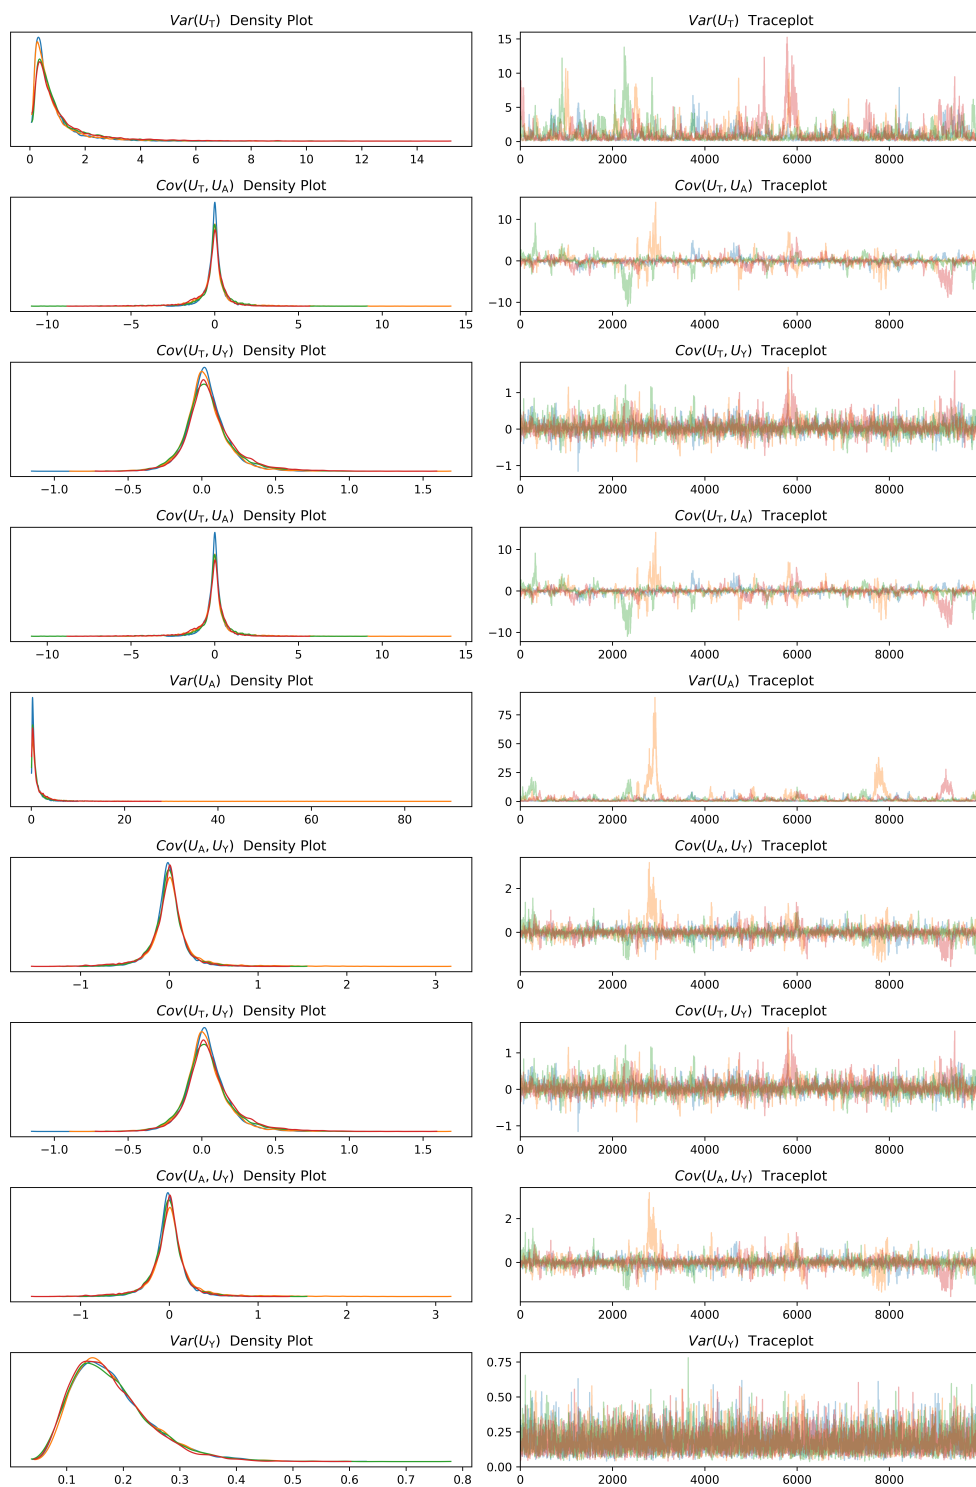 Var(U_T) Density Plot Var(U_T) Traceplot
15
10
5
0
0 2 4 6 8 10 12 14 0 2000 4000 6000 8000
Cov(U_T, U_A) Density Plot Cov(U_T, U_A) Traceplot
10
0
−10
−10 −5 0 5 10 15 0 2000 4000 6000 8000
Cov(U_T, U_Y) Density Plot Cov(U_T, U_Y) Traceplot
1
0
−1
−1.0 −0.5 0.0 0.5 1.0 1.5 0 2000 4000 6000 8000
Cov(U_T, U_A) Density Plot Cov(U_T, U_A) Traceplot
10
0
−10
−10 −5 0 5 10 15 0 2000 4000 6000 8000
Var(U_A) Density Plot Var(U_A) Traceplot
75
50
25
0
0 20 40 60 80 0 2000 4000 6000 8000
Cov(U_A, U_Y) Density Plot Cov(U_A, U_Y) Traceplot
2
0
−1 0 1 2 3 0 2000 4000 6000 8000
Cov(U_T, U_Y) Density Plot Cov(U_T, U_Y) Traceplot
1
0
−1
−1.0 −0.5 0.0 0.5 1.0 1.5 0 2000 4000 6000 8000
Cov(U_A, U_Y) Density Plot Cov(U_A, U_Y) Traceplot
2
0
−1 0 1 2 3 0 2000 4000 6000 8000
Var(U_Y) Density Plot Var(U_Y) Traceplot
0.75
0.50
0.25
0.00
0.1 0.2 0.3 0.4 0.5 0.6 0.7 0.8 0 2000 4000 6000 8000